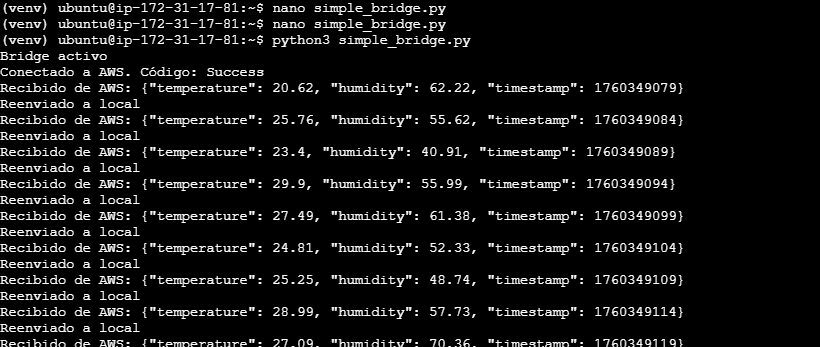 (venv) ubuntu@ip-172-31-17-81:~$ nano simple_bridge.py
(venv) ubuntu@ip-172-31-17-81:~$ nano simple_bridge.py
(venv) ubuntu@ip-172-31-17-81:~$ python3 simple_bridge.py
Bridge activo
Conectado a AWS. Código: Success
Recibido de AWS: {"temperature": 20.62, "humidity": 62.22, "timestamp": 1760349079}
Reenviado a local
Recibido de AWS: {"temperature": 25.76, "humidity": 55.62, "timestamp": 1760349084}
Reenviado a local
Recibido de AWS: {"temperature": 23.4, "humidity": 40.91, "timestamp": 1760349089}
Reenviado a local
Recibido de AWS: {"temperature": 29.9, "humidity": 55.99, "timestamp": 1760349094}
Reenviado a local
Recibido de AWS: {"temperature": 27.49, "humidity": 61.38, "timestamp": 1760349099}
Reenviado a local
Recibido de AWS: {"temperature": 24.81, "humidity": 52.33, "timestamp": 1760349104}
Reenviado a local
Recibido de AWS: {"temperature": 25.25, "humidity": 48.74, "timestamp": 1760349109}
Reenviado a local
Recibido de AWS: {"temperature": 28.99, "humidity": 57.73, "timestamp": 1760349114}
Reenviado a local
Recibido de AWS: {"temperature": 27.09, "humidity": 70.36, "timestamp": 1760349119}